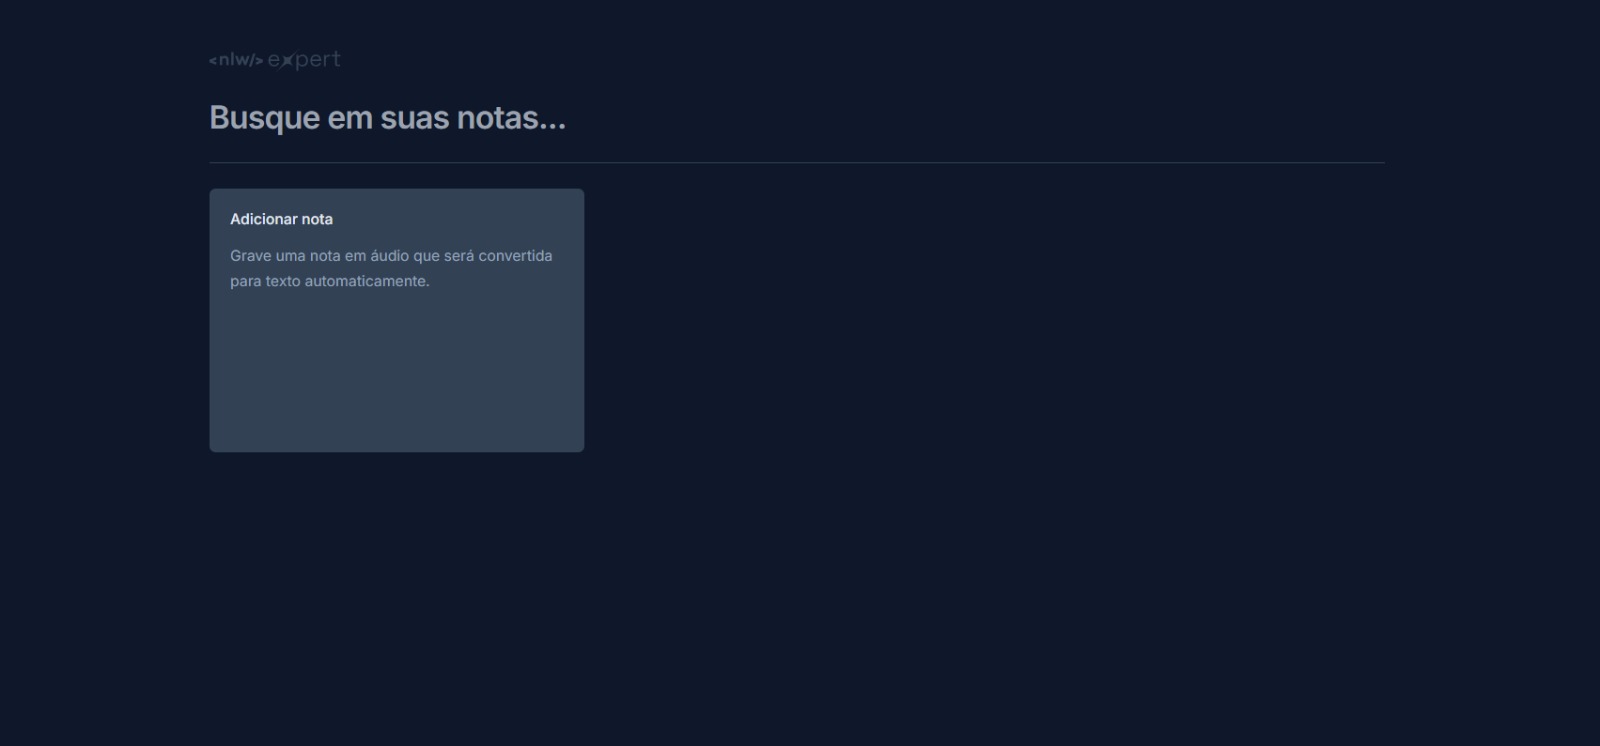 <nlw/> expert
Busque em suas notas...
Adicionar nota
Grave uma nota em áudio que será convertida
para texto automaticamente.